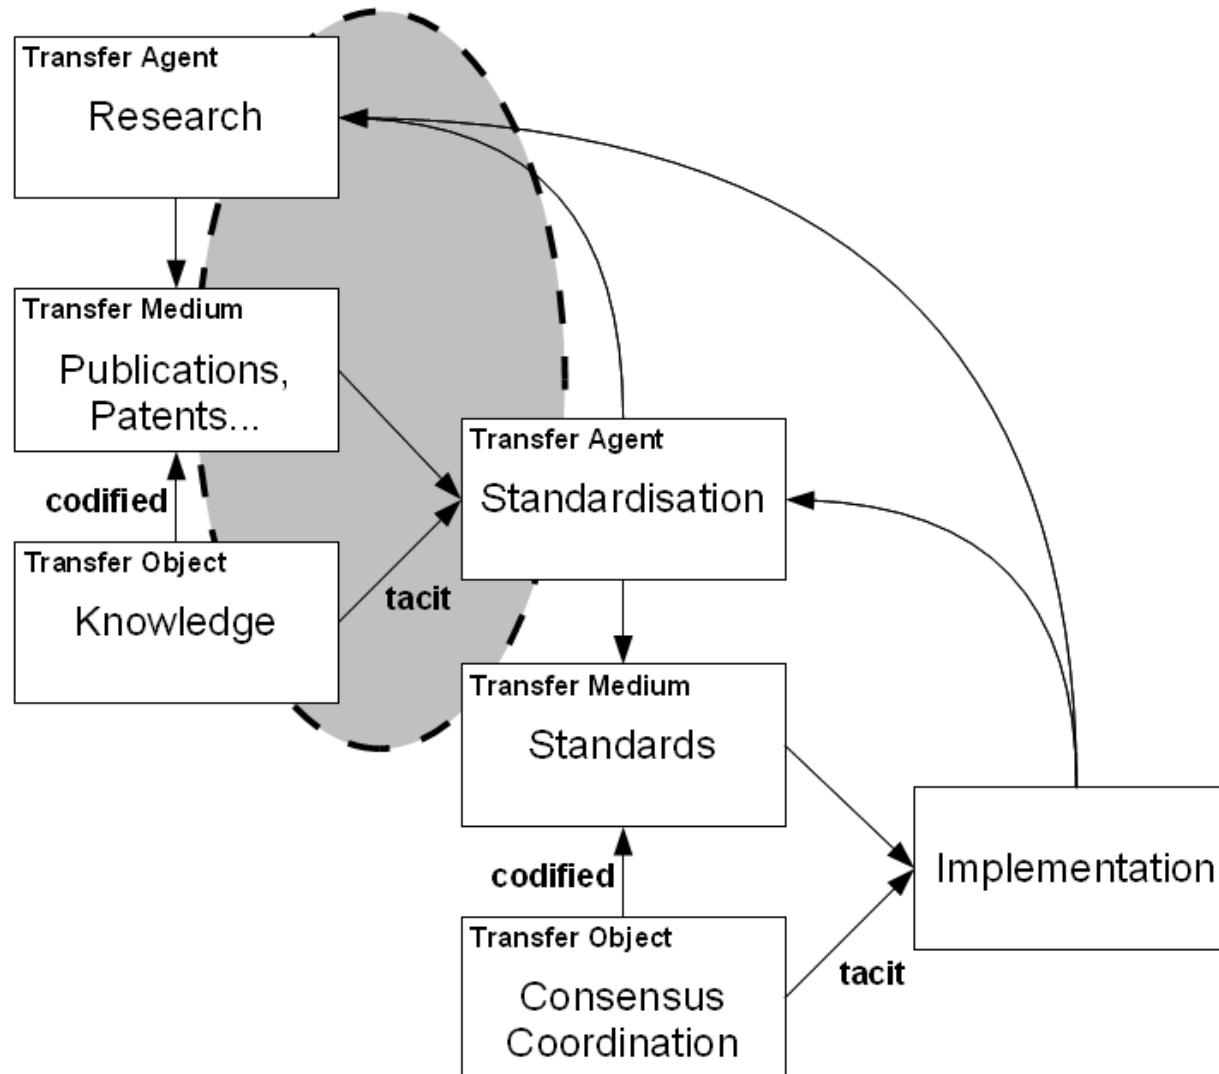 Transfer Agent
Research
Transfer Medium
Publications,
Patents...
codified
Transfer Object
Knowledge
tacit
Transfer Agent
Standardisation
Transfer Medium
Standards
codified
Transfer Object
Consensus
Coordination
tacit
Implementation